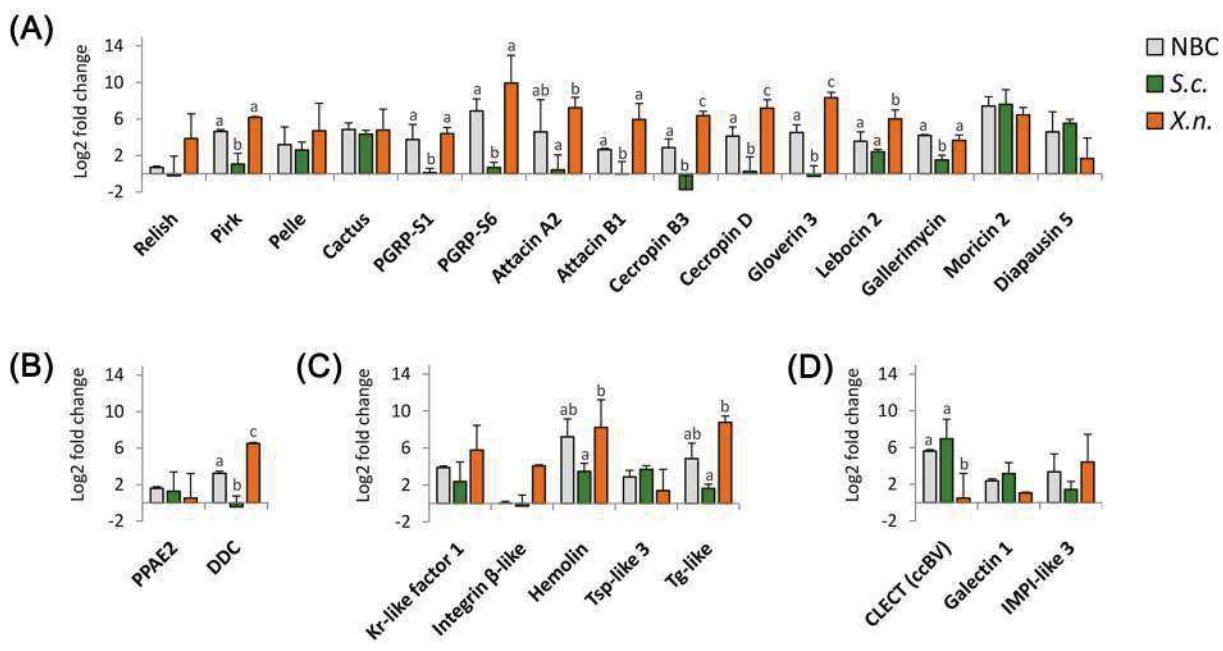 (A)
Log2 fold change
14
10
6
2
-2
a a
b
a a
b
a
a
b
ab
a
b
a
a
b
a
b
c
a
b
c
a
b
c
a
a
b
a
b
a
Relish
Pirk
Pelle
Cactus
PGRP-S1
PGRP-S6
Attacin A2
Attacin B1
Cecropin B3
Cecropin D
Gloverin 3
Lebocin 2
Gallerimycin
Moricin 2
Diapausin 5
NBC
S.c.
X.n.
(B)
Log2 fold change
14
10
6
2
-2
a
b
c
PPAE2
DDC
(C)
Log2 fold change
14
10
6
2
-2
ab
a
b
ab
a
b
Kr-like factor 1
Integrin β-like
Hemolin
Tsp-like 3
Tg-like
(D)
Log2 fold change
14
10
6
2
-2
a
a
b
CLECT (ccBV)
Galectin 1
IMPI-like 3